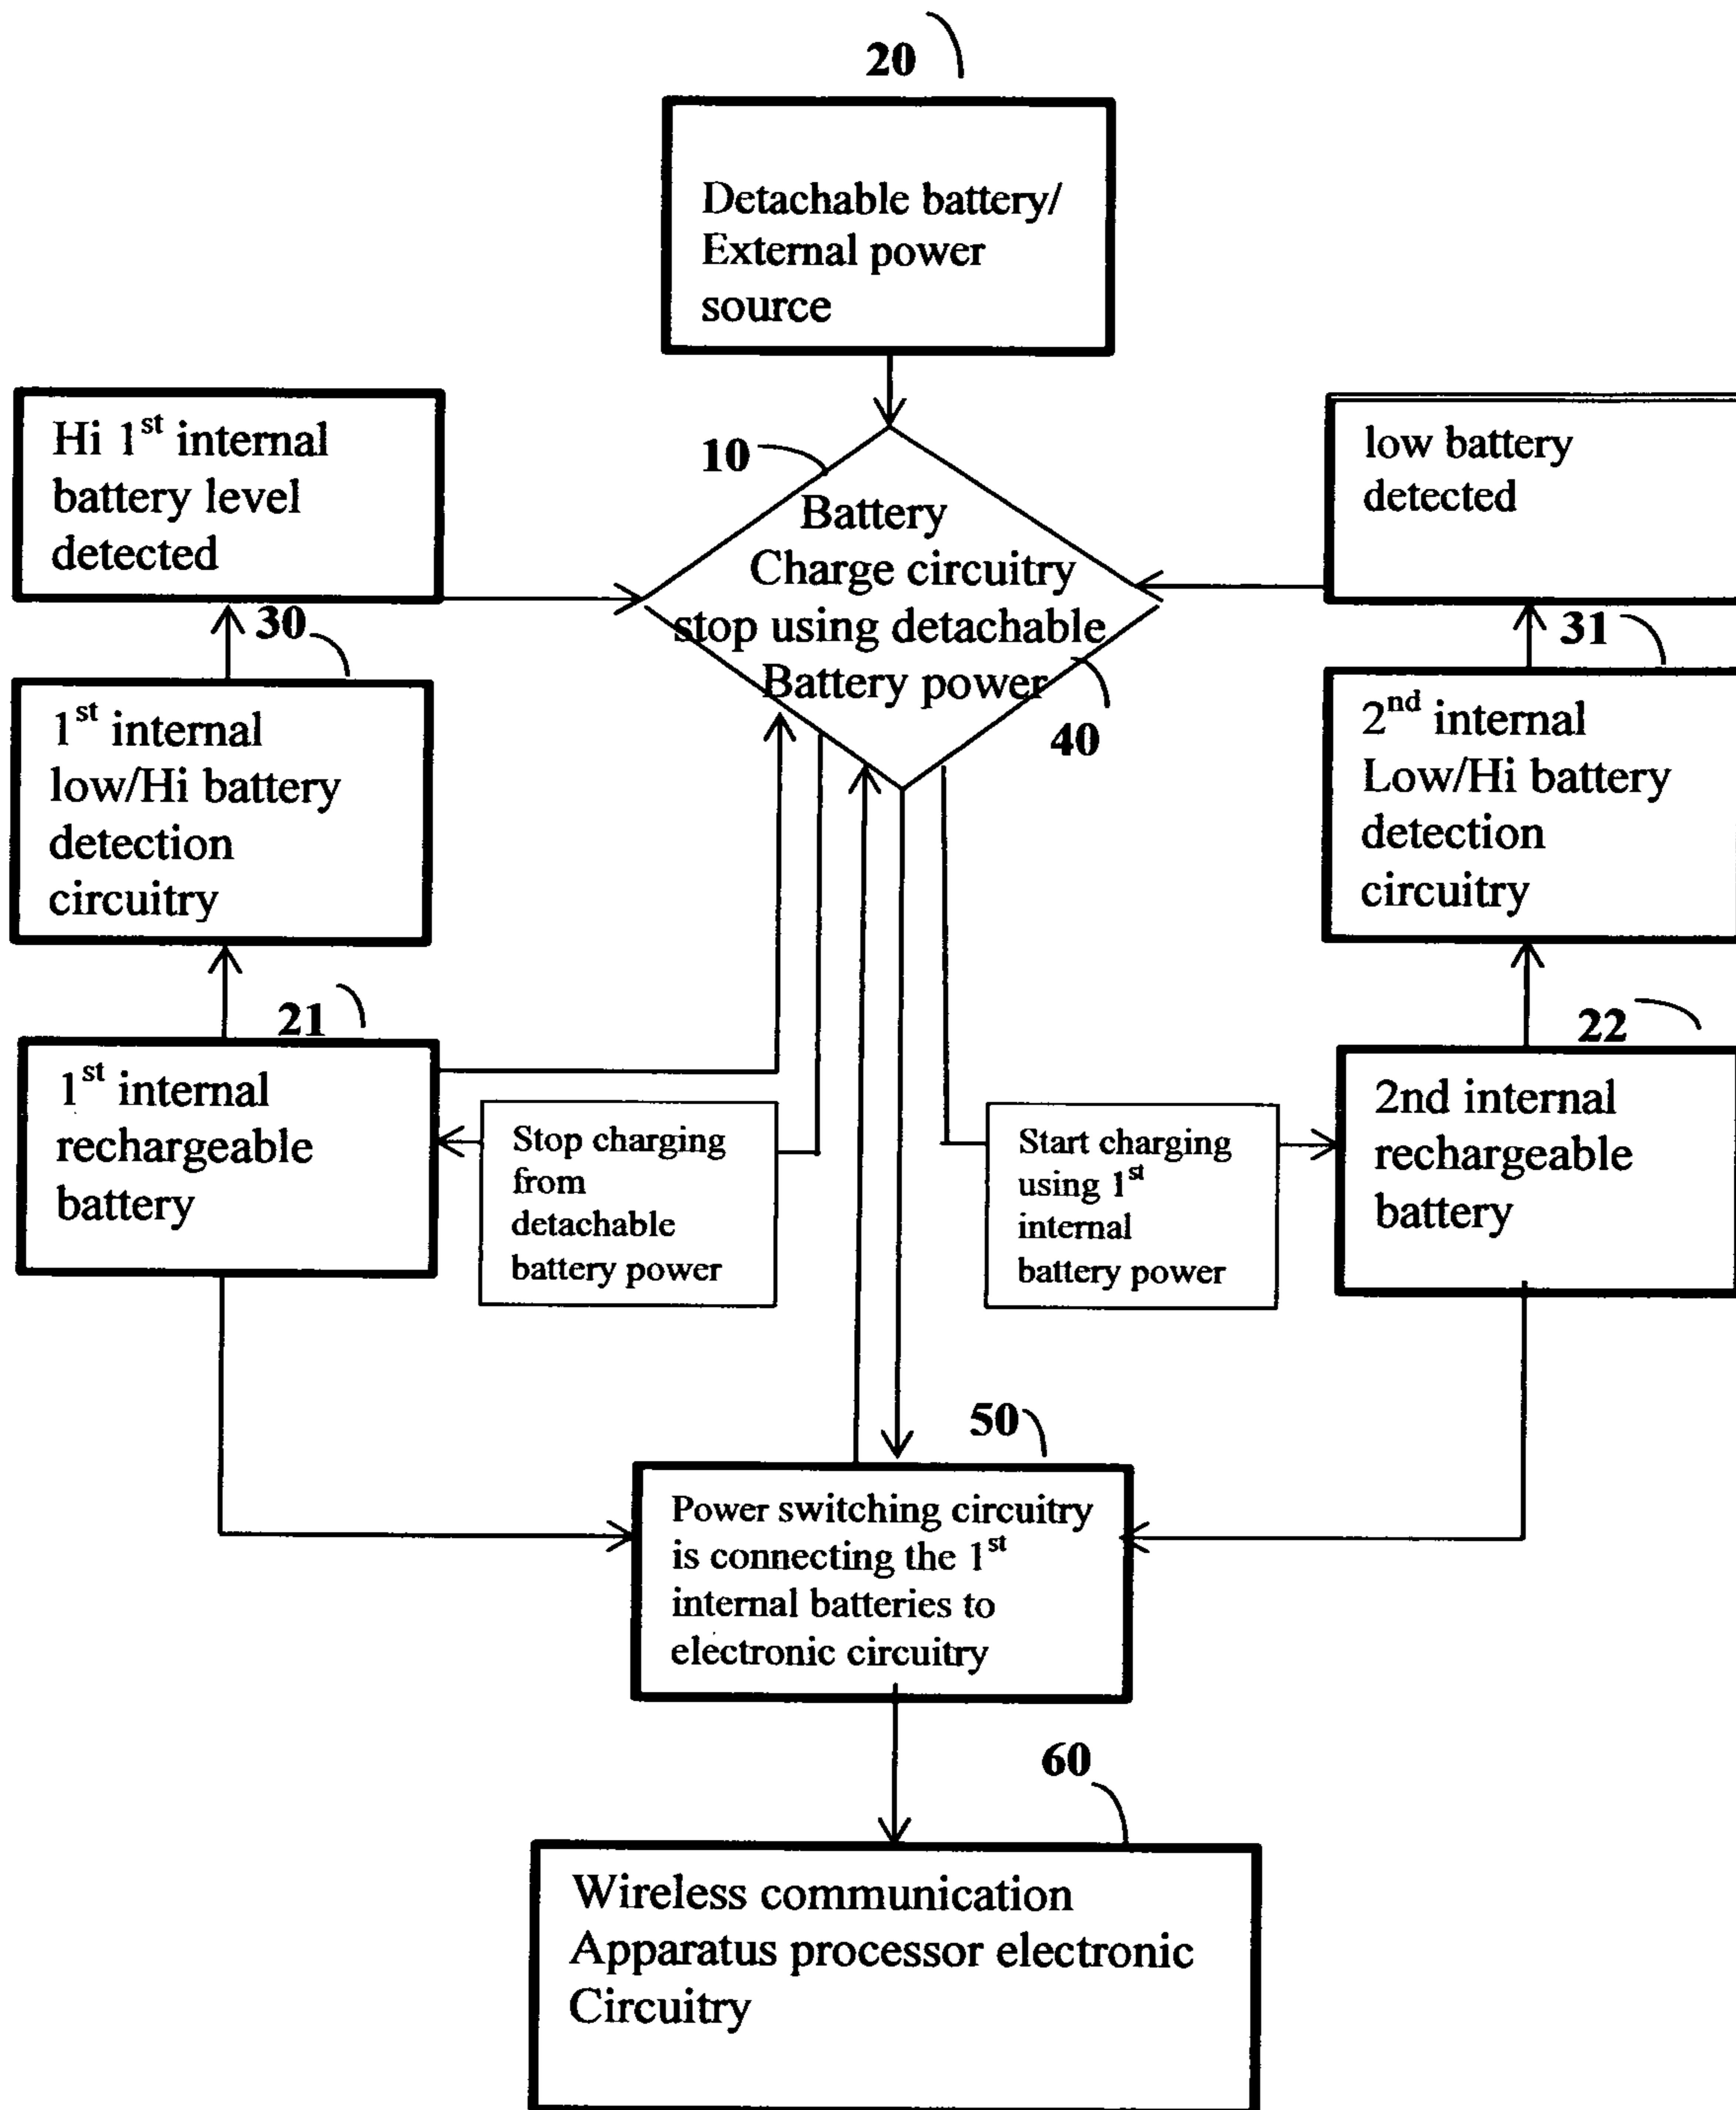 20
Detachable battery/
External power
source
Hi 1st internal
battery level
detected
10
Battery
Charge circuitry
stop using detachable
Battery power
40
low battery
detected
30
1st internal
low/Hi battery
detection
circuitry
31
2nd internal
Low/Hi battery
detection
circuitry
21
1st internal
rechargeable
battery
Stop charging
from
detachable
battery power
Start charging
using 1st
internal
battery power
22
2nd internal
rechargeable
battery
50
Power switching circuitry
is connecting the 1st
internal batteries to
electronic circuitry
60
Wireless communication
Apparatus processor electronic
Circuitry